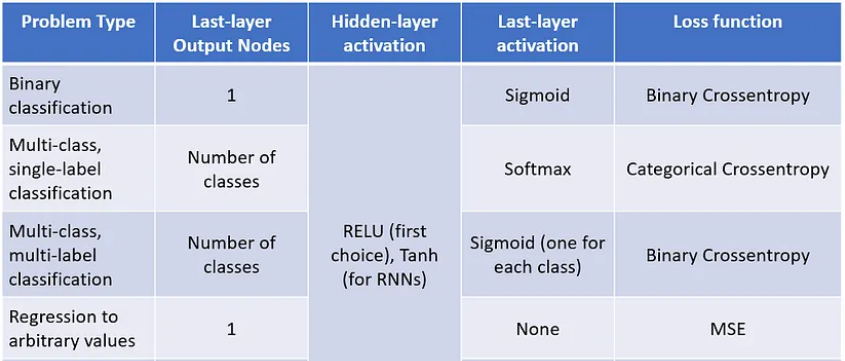 Problem Type
Last-layer
Output Nodes
Hidden-layer
activation
Last-layer
activation
Loss function
Binary
classification
1
Sigmoid
Binary Crossentropy
Multi-class,
single-label
classification
Number of
classes
Softmax
Categorical Crossentropy
Multi-class,
multi-label
classification
Number of
classes
RELU (first
choice), Tanh
(for RNNs)
Sigmoid (one for
each class)
Binary Crossentropy
Regression to
arbitrary values
1
None
MSE